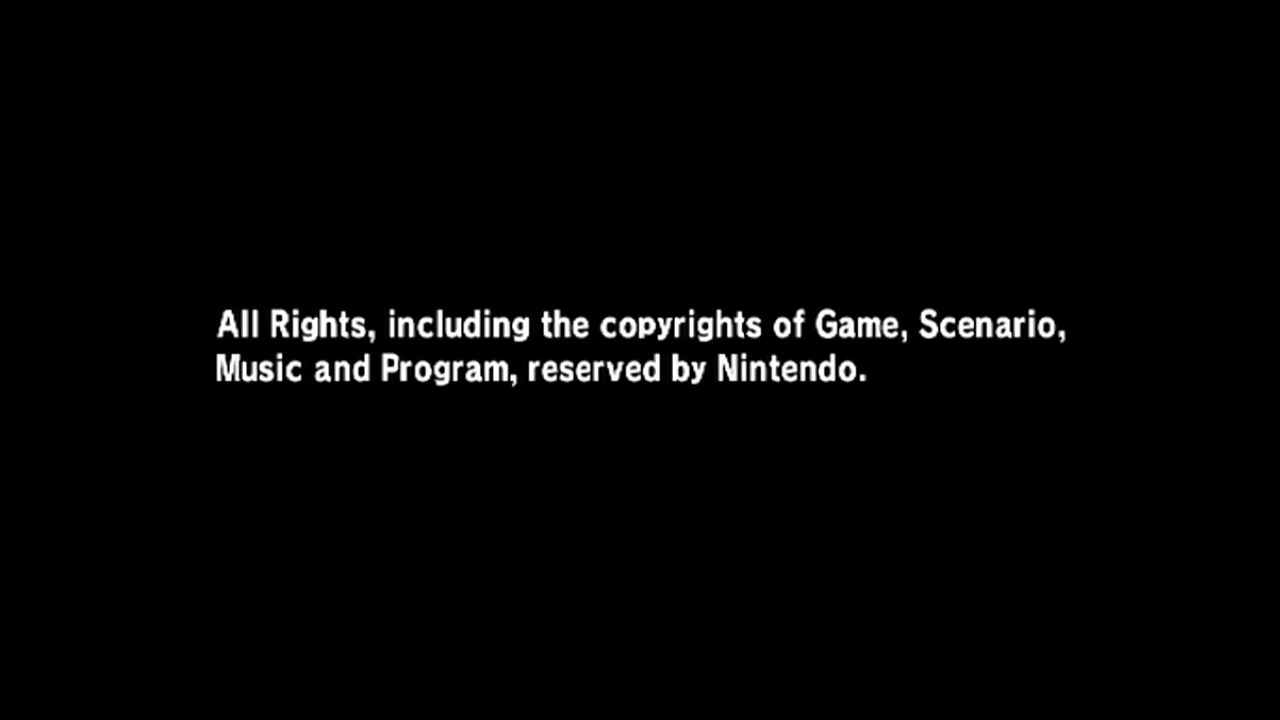 All Rights, including the copyrights of Game, Scenario,
Music and Program, reserved by Nintendo.